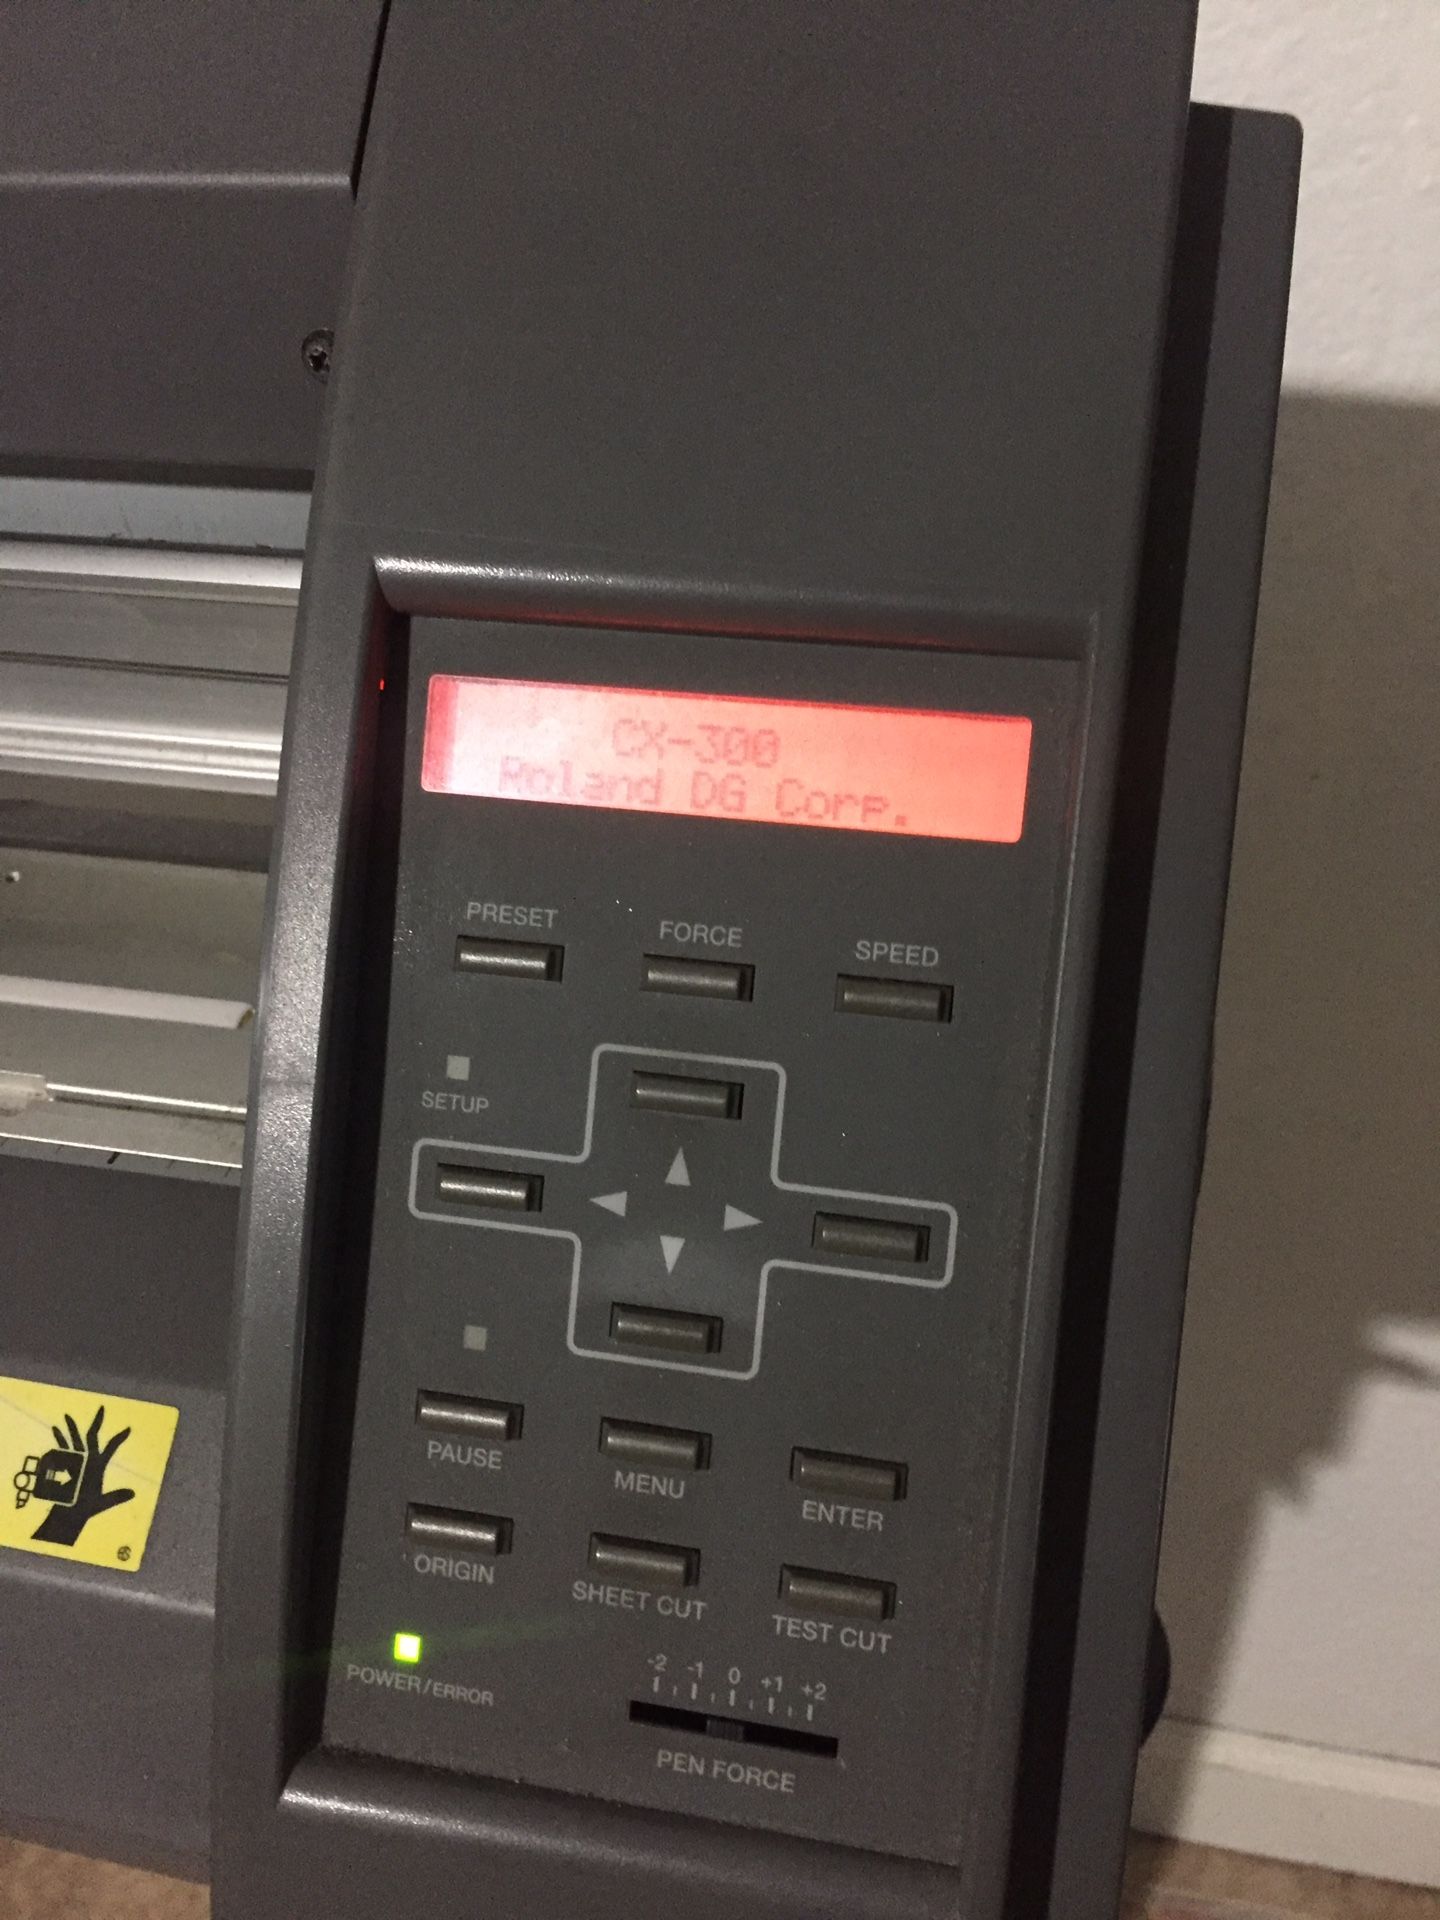 CX-300
Roland DG Corp.
PRESET
FORCE
SPEED
SETUP
PAUSE
MENU
ENTER
ORIGIN
SHEET CUT
TEST CUT
POWER/ERROR
-2 -1 0 +1 +2
PEN FORCE